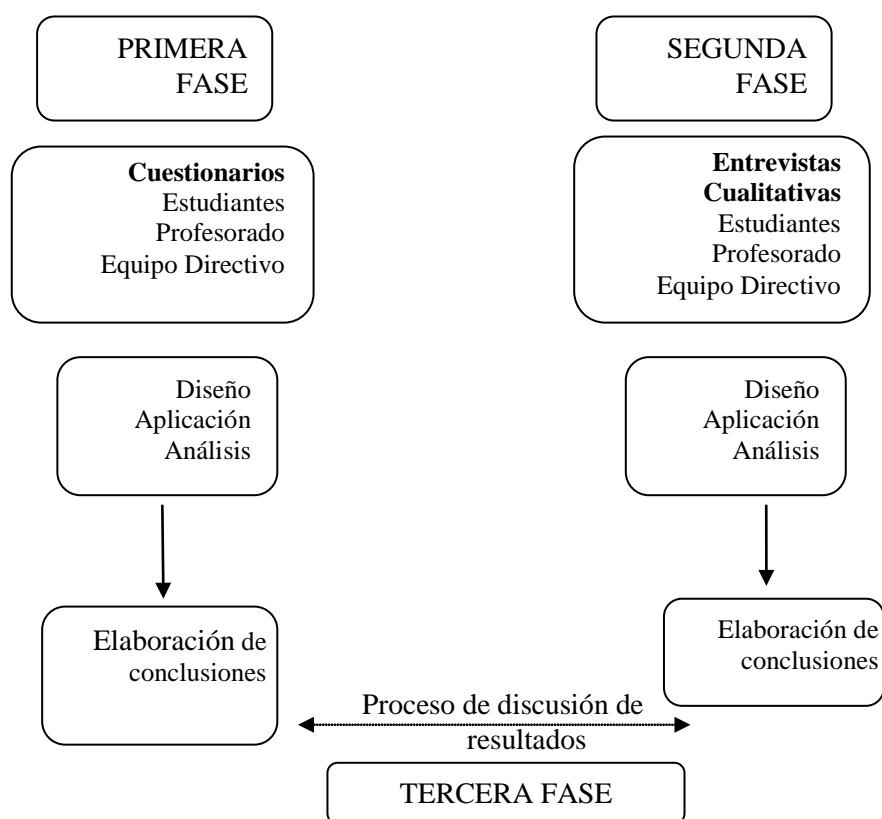 PRIMERA
FASE
Cuestionarios
Estudiantes
Profesorado
Equipo Directivo
Diseño
Aplicación
Análisis
Elaboración de
conclusiones
SEGUNDA
FASE
Entrevistas
Cualitativas
Estudiantes
Profesorado
Equipo Directivo
Diseño
Aplicación
Análisis
Elaboración de
conclusiones
Proceso de discusión de
resultados
TERCERA FASE